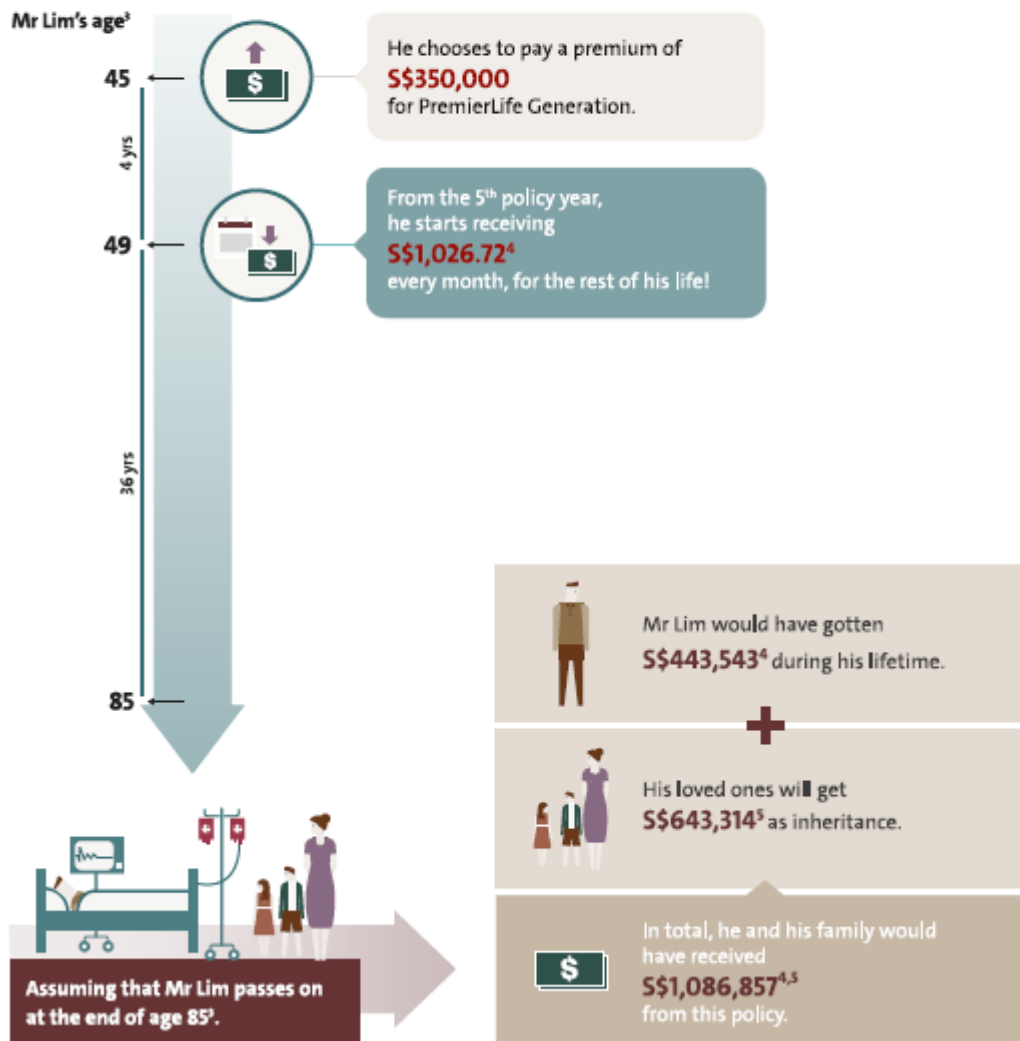 Mr Lim's age³
45
He chooses to pay a premium of
S$350,000
for PremierLife Generation.
4 yrs
49
From the 5th policy year,
he starts receiving
S$1,026.72⁴
every month, for the rest of his life!
36 yrs
85
Mr Lim would have gotten
S$443,543⁴ during his lifetime.
His loved ones will get
S$643,314⁵ as inheritance.
In total, he and his family would
have received
S$1,086,857⁴,⁵
from this policy.
Assuming that Mr Lim passes on
at the end of age 85³.